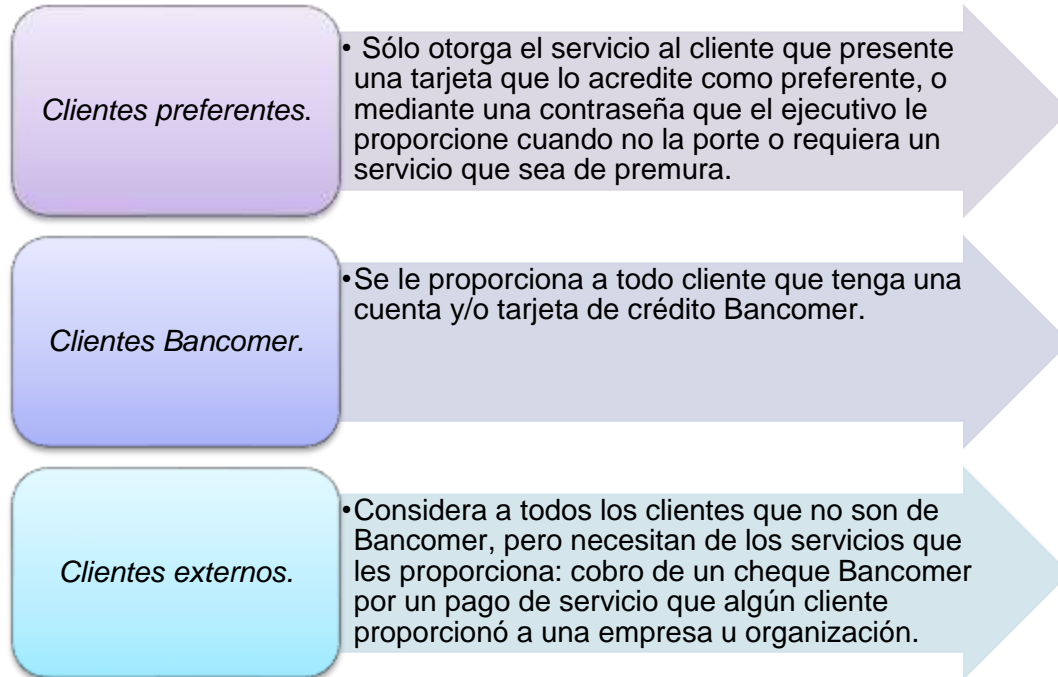 Clientes preferentes.
• Sólo otorga el servicio al cliente que presente
una tarjeta que lo acredite como preferente, o
mediante una contraseña que el ejecutivo le
proporcione cuando no la porte o requiera un
servicio que sea de premura.
Clientes Bancomer.
•Se le proporciona a todo cliente que tenga una
cuenta y/o tarjeta de crédito Bancomer.
Clientes externos.
•Considera a todos los clientes que no son de
Bancomer, pero necesitan de los servicios que
les proporciona: cobro de un cheque Bancomer
por un pago de servicio que algún cliente
proporcionó a una empresa u organización.